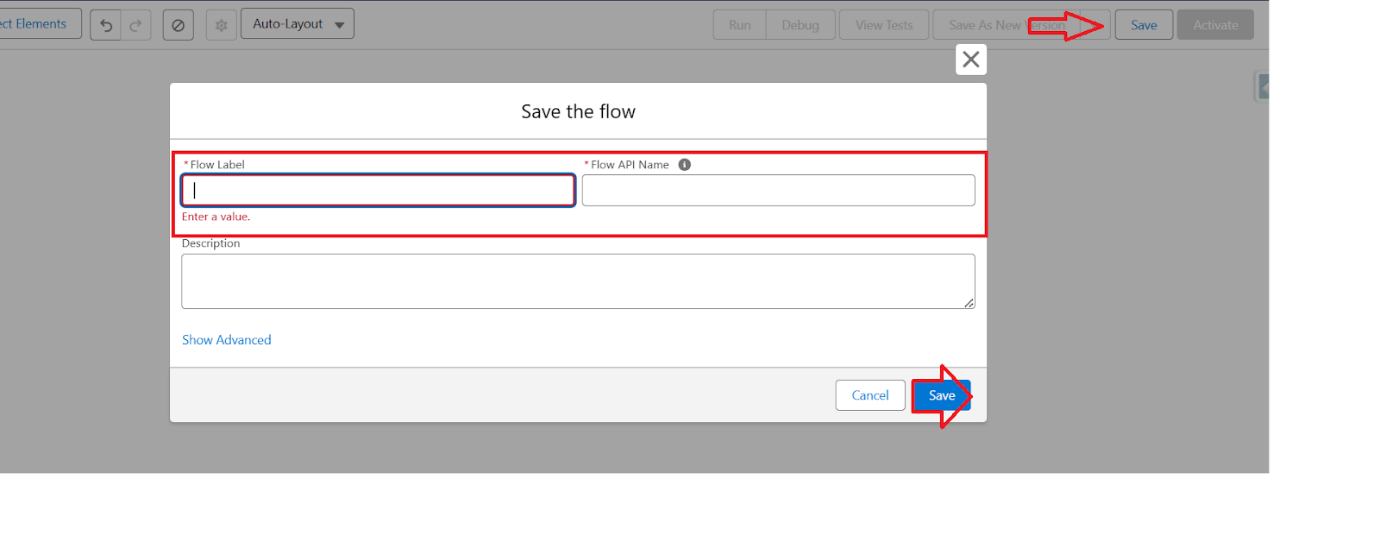 ct Elements Auto-Layout Run Debug View Tests Save As New Version Save Activate
Save the flow
*Flow Label *Flow API Name
Enter a value.
Description
Show Advanced
Cancel Save